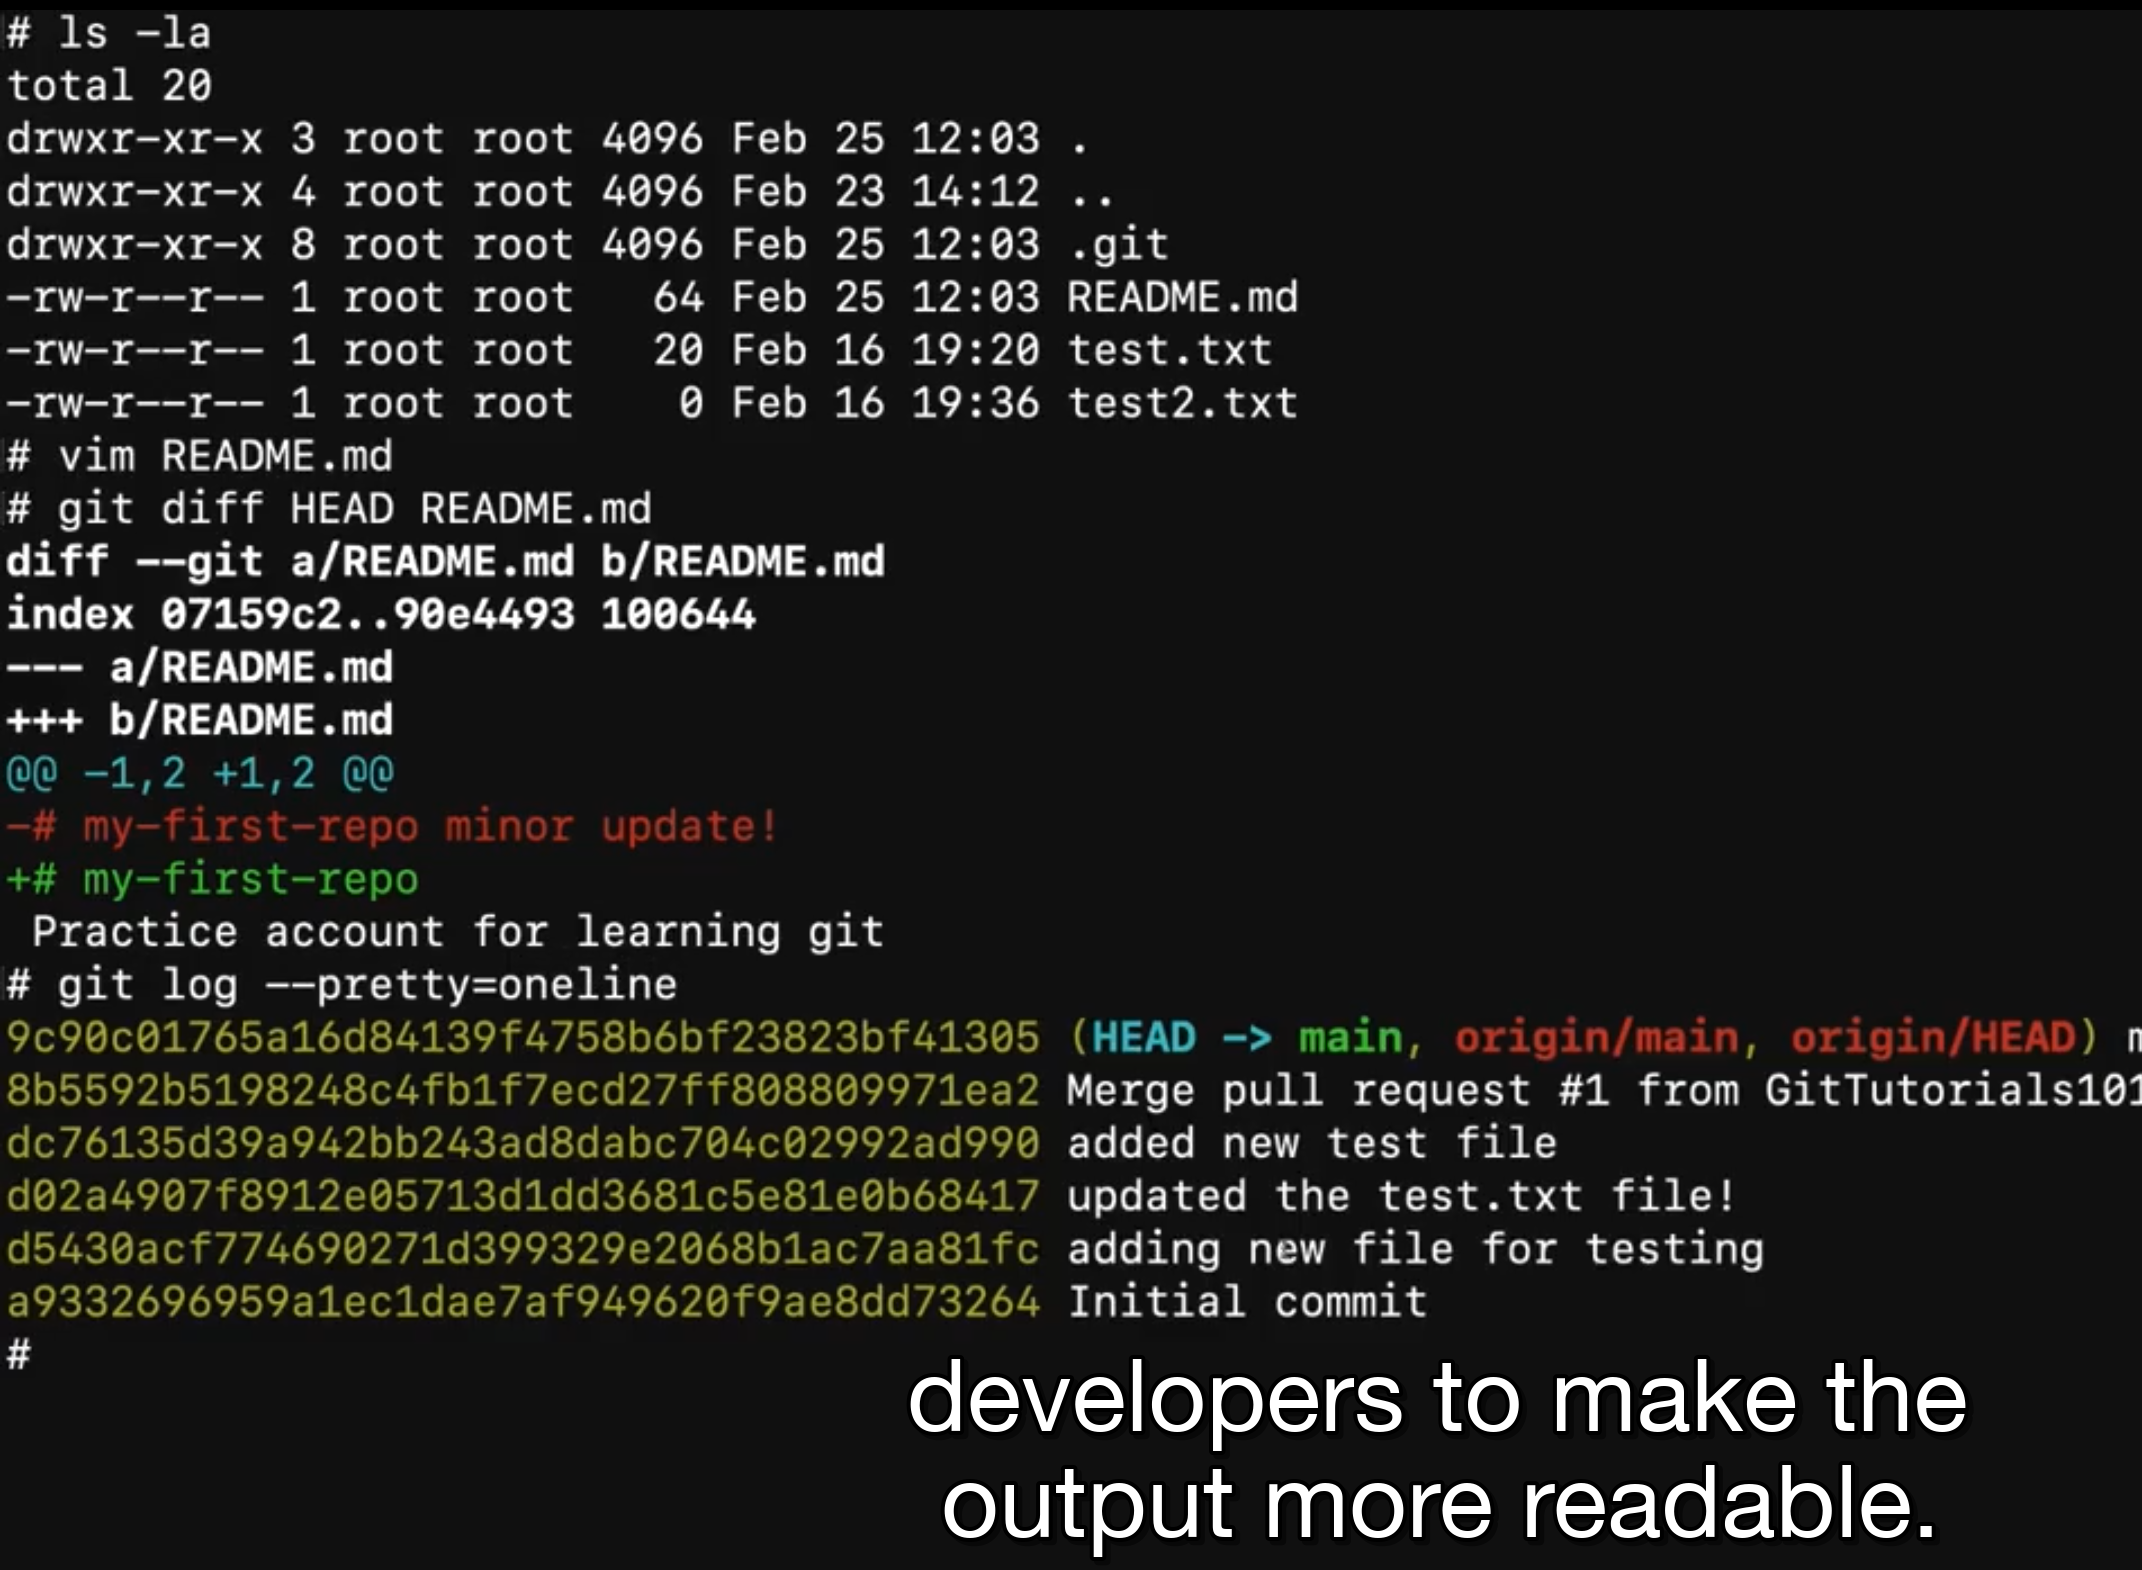 # ls -la
total 20
drwxr-xr-x 3 root root 4096 Feb 25 12:03 .
drwxr-xr-x 4 root root 4096 Feb 23 14:12 ..
drwxr-xr-x 8 root root 4096 Feb 25 12:03 .git
-rw-r--r-- 1 root root   64 Feb 25 12:03 README.md
-rw-r--r-- 1 root root   20 Feb 16 19:20 test.txt
-rw-r--r-- 1 root root    0 Feb 16 19:36 test2.txt
# vim README.md
# git diff HEAD README.md
diff --git a/README.md b/README.md
index 07159c2..90e4493 100644
--- a/README.md
+++ b/README.md
@@ -1,2 +1,2 @@
-# my-first-repo minor update!
+# my-first-repo
 Practice account for learning git
# git log --pretty=oneline
9c90c01765a16d84139f4758b6bf23823bf41305 (HEAD -> main, origin/main, origin/HEAD)
8b5592b5198248c4fb1f7ecd27ff808809971ea2 Merge pull request #1 from GitTutorials101
dc76135d39a942bb243ad8dabc704c02992ad990 added new test file
d02a4907f8912e05713d1dd3681c5e81e0b68417 updated the test.txt file!
d5430acf774690271d399329e2068b1ac7aa81fc adding new file for testing
a9332696959a1ec1dae7af949620f9ae8dd73264 Initial commit
#
developers to make the
output more readable.